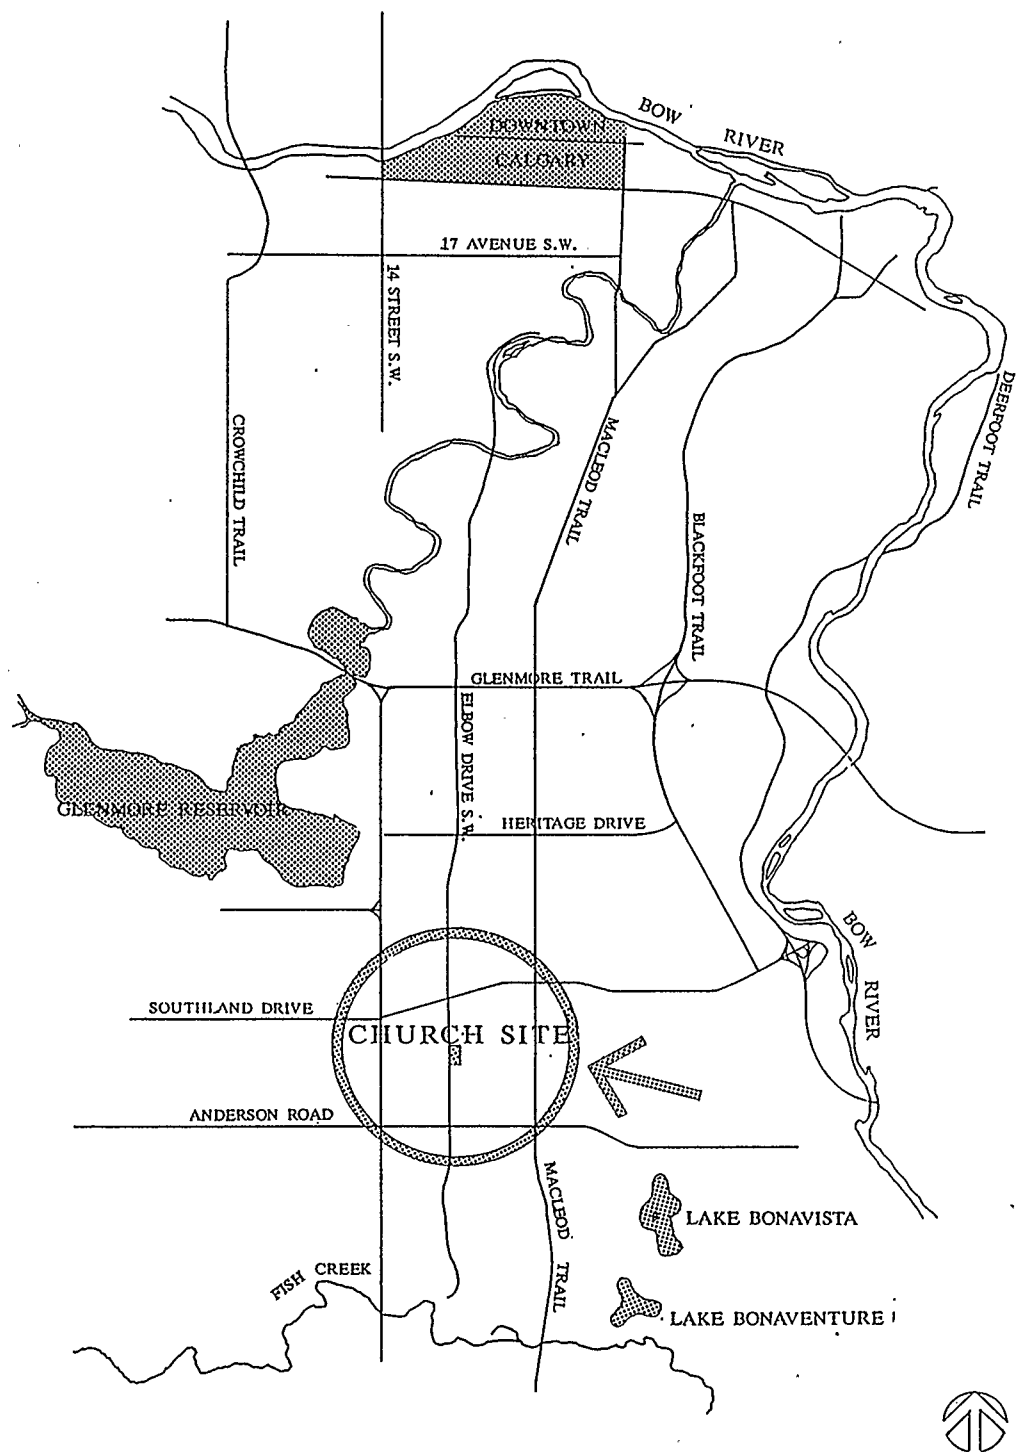 BOW RIVER
DOWNTOWN
CALGARY
17 AVENUE S.W.
14 STREET S.W.
DEERFOOT TRAIL
CROWCHILD TRAIL
MACLEOD TRAIL
BLACKFOOT TRAIL
GLENMORE TRAIL
ELBOW DRIVE S.W.
GLENMORE RESERVOIR
HERITAGE DRIVE
BOW RIVER
SOUTHLAND DRIVE
CHURCH SITE
ANDERSON ROAD
MACLEOD TRAIL
LAKE BONAVISTA
FISH CREEK
LAKE BONAVENTURE